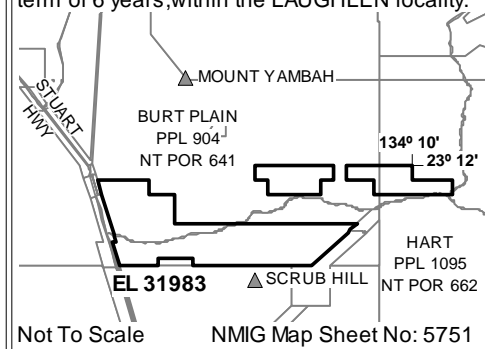 term of 6 years, within the LAUGHLEN locality.
MOUNT YAMBAH
STUART
HWY
BURT PLAIN
PPL 904
NT POR 641
134º 10'
23º 12'
HART
PPL 1095
NT POR 662
EL 31983
SCRUB HILL
Not To Scale
NMIG Map Sheet No: 5751